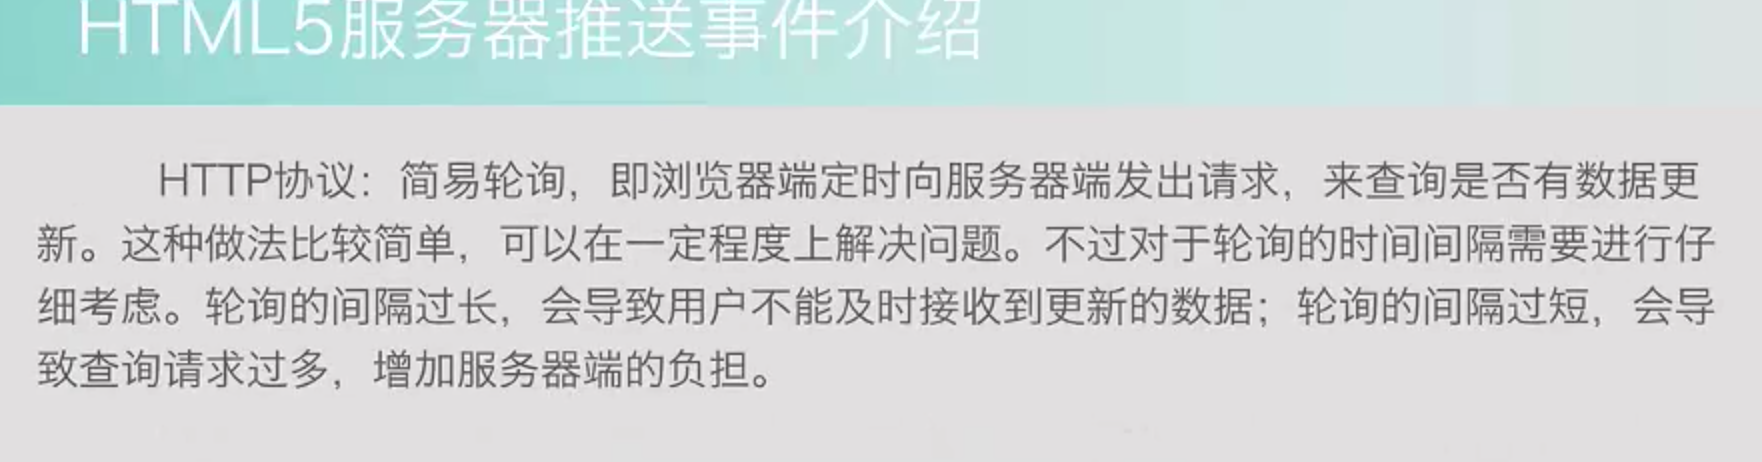 HTML5服务器推送事件介绍
HTTP协议：简易轮询，即浏览器端定时向服务器端发出请求，来查询是否有数据更
新。这种做法比较简单，可以在一定程度上解决问题。不过对于轮询的时间间隔需要进行仔
细考虑。轮询的间隔过长，会导致用户不能及时接收到更新的数据；轮询的间隔过短，会导
致查询请求过多，增加服务器端的负担。